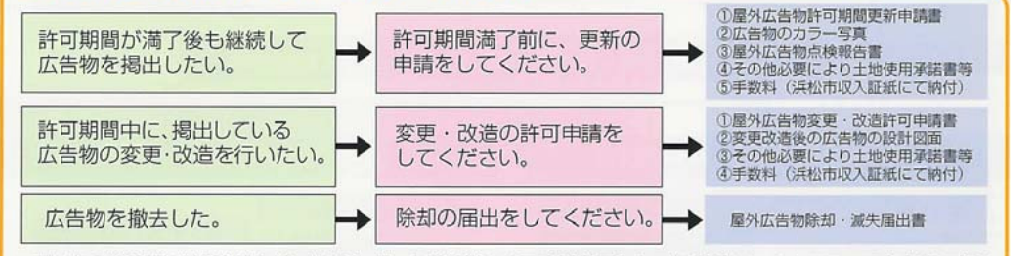 許可期間が満了後も継続して
広告物を掲出したい。
許可期間満了前に、更新の
申請をしてください。
①屋外広告物許可期間更新申請書
②広告物のカラー写真
③屋外広告物点検報告書
④その他必要により土地使用承諾書等
⑤手数料（浜松市収入証紙にて納付）
許可期間中に、掲出している
広告物の変更・改造を行いたい。
変更・改造の許可申請を
してください。
①屋外広告物変更・改造許可申請書
②変更改造後の広告物の設計図面
③その他必要により土地使用承諾書等
④手数料（浜松市収入証紙にて納付）
広告物を撤去した。
除却の届出をしてください。
屋外広告物除却・滅失届出書